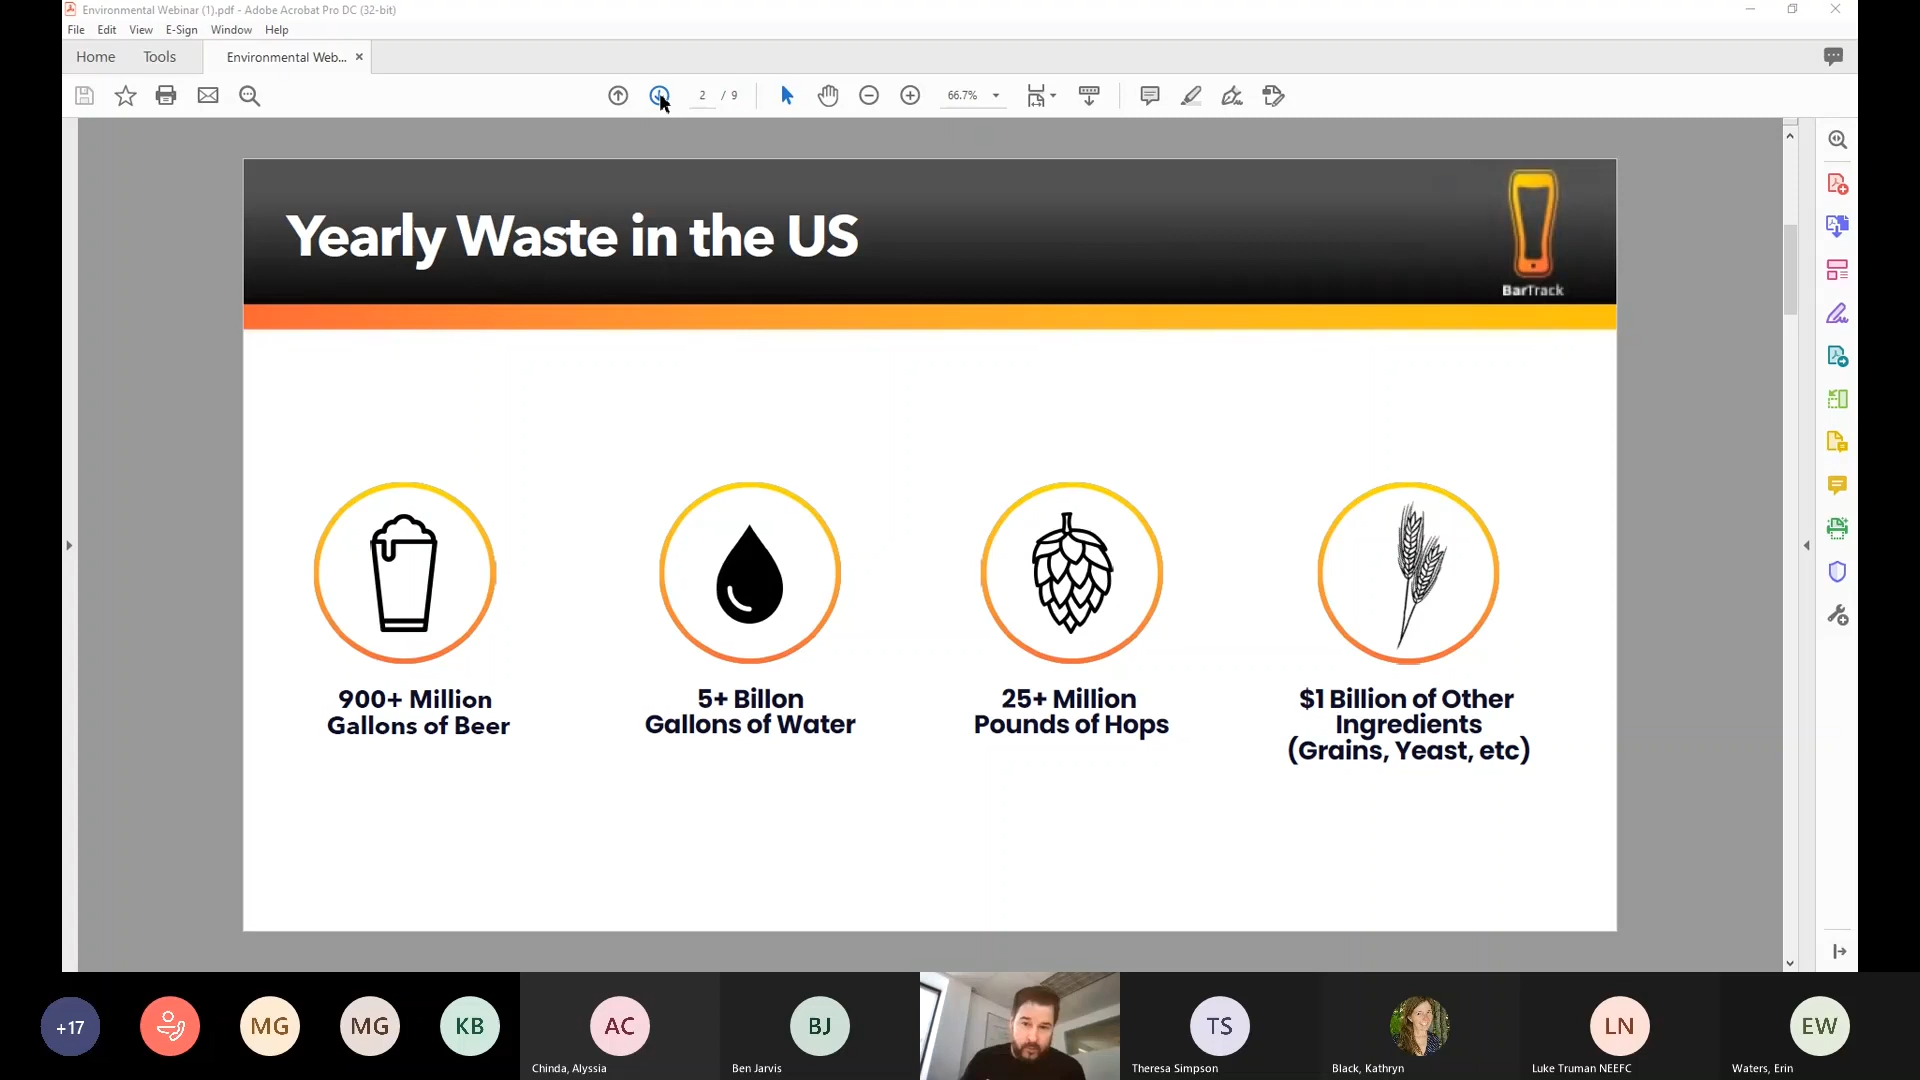 Environmental Webinar (1).pdf - Adobe Acrobat Pro DC (32-bit)
File Edit View E-Sign Window Help
Home Tools Environmental Web... ×
2 / 9 66.7%
Yearly Waste in the US
BarTrack
900+ Million
Gallons of Beer
5+ Billon
Gallons of Water
25+ Million
Pounds of Hops
$1 Billion of Other
Ingredients
(Grains, Yeast, etc)
+17 MG MG KB AC BJ TS LN EW
Chinda, Alyssia Ben Jarvis Theresa Simpson Black, Kathryn Luke Truman NEEFC Waters, Erin